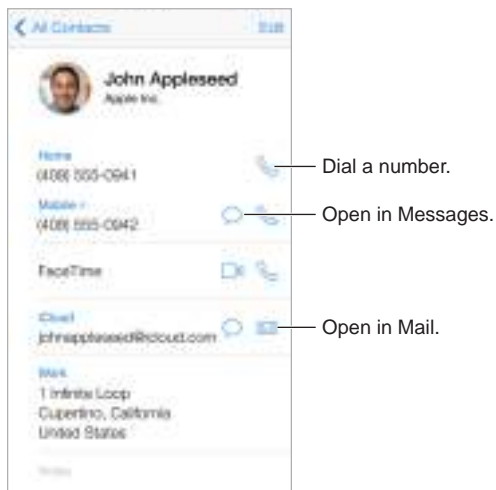 All Contacts
Edit
John Appleseed
Apple Inc.
Home
(408) 555-0941
Dial a number.
Mobile
(408) 555-0942
Open in Messages.
FaceTime
iCloud
johnappleseed@icloud.com
Open in Mail.
Work
1 Infinite Loop
Cupertino, California
United States
Notes